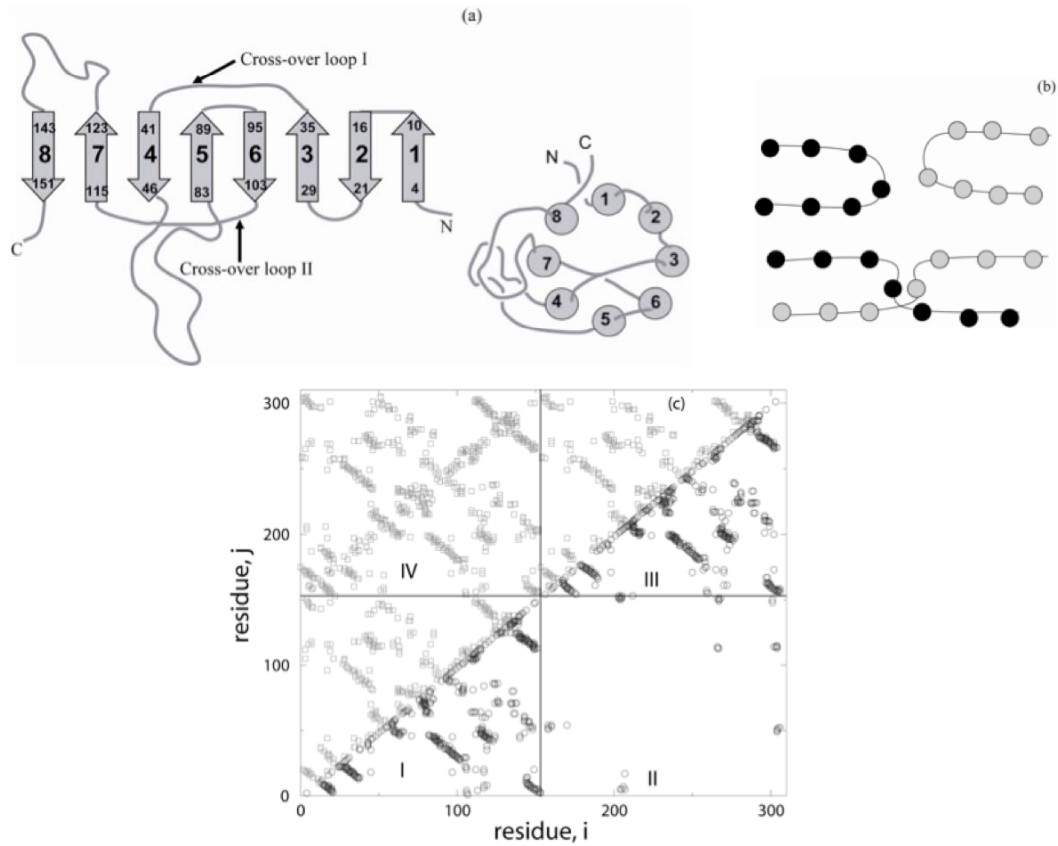 (a)
Cross-over loop I
143 123 41 89 95 35 16 10
8 7 4 5 6 3 2 1
151 115 46 83 103 29 21 4
C
N
Cross-over loop II
N C
1
8 2
7 3
4 6
5
(b)
(c)
300
200
100
0
residue, j
IV III
I II
0 100 200 300
residue, i